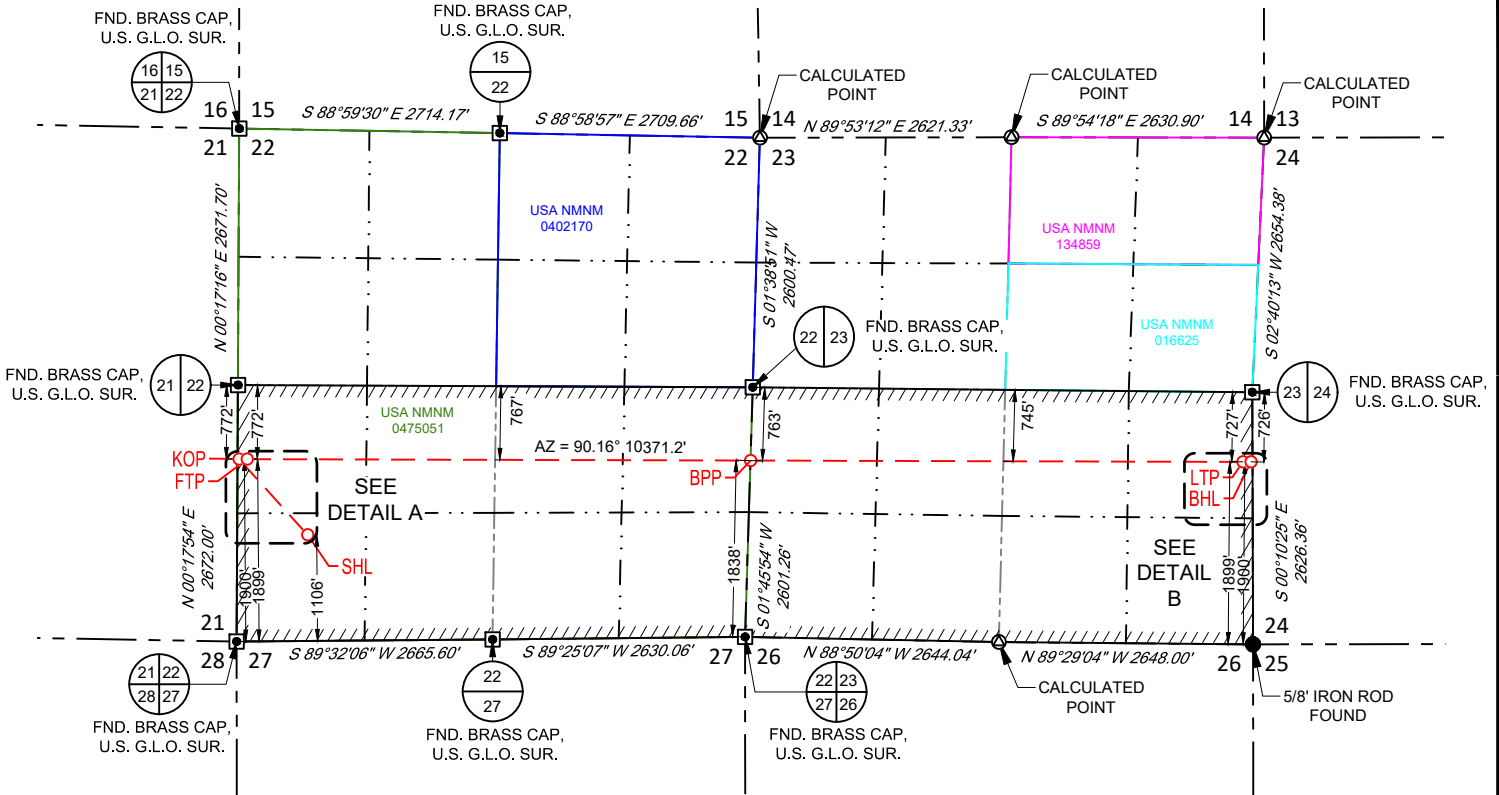 FND. BRASS CAP,
U.S. G.L.O. SUR.
16 15
21 22
FND. BRASS CAP,
U.S. G.L.O. SUR.
15
22
CALCULATED
POINT
CALCULATED
POINT
CALCULATED
POINT
16 15
21 22
S 88°59'30" E 2714.17'
S 88°58'57" E 2709.66'
15 14
22 23
N 89°53'12" E 2621.33'
S 89°54'18" E 2630.90'
14 13
24
N 00°17'16" E 2671.70'
USA NMNM
0402170
S 01°38'51" W
2600.47'
USA NMNM
134859
S 02°40'13" W 2654.38'
USA NMNM
016625
22 23
FND. BRASS CAP,
U.S. G.L.O. SUR.
FND. BRASS CAP,
U.S. G.L.O. SUR.
21 22
23 24
FND. BRASS CAP,
U.S. G.L.O. SUR.
USA NMNM
0475051
772'
772'
767'
763'
745'
727'
726'
AZ = 90.16° 10371.2'
KOP
FTP
BPP
LTP
BHL
SEE
DETAIL A
SHL
SEE
DETAIL
B
N 00°17'54" E
2672.00'
1900'
1899'
1106'
1838'
S 01°45'54" W
2601.26'
1899'
1900'
S 00°10'25" E
2626.36'
21
28 27
S 89°32'06" W 2665.60'
S 89°25'07" W 2630.06'
27 26
N 88°50'04" W 2644.04'
N 89°29'04" W 2648.00'
24
26 25
21 22
28 27
FND. BRASS CAP,
U.S. G.L.O. SUR.
22
27
FND. BRASS CAP,
U.S. G.L.O. SUR.
22 23
27 26
FND. BRASS CAP,
U.S. G.L.O. SUR.
CALCULATED
POINT
5/8' IRON ROD
FOUND